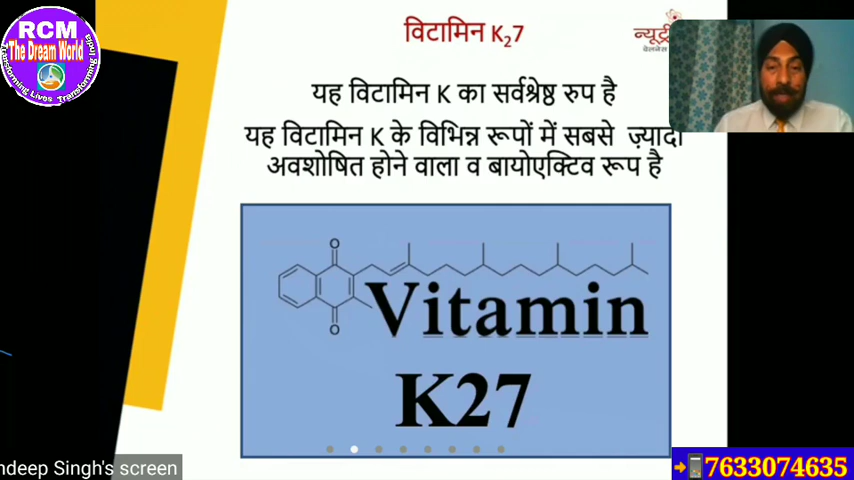 RCM
The Dream World
Transforming Lives Transforming India
विटामिन K₂7
न्यूट्री
वेलनेस
यह विटामिन K का सर्वश्रेष्ठ रुप है
यह विटामिन K के विभिन्न रूपों में सबसे ज़्यादा
अवशोषित होने वाला व बायोएक्टिव रूप है
O
O
Vitamin
K27
ndeep Singh's screen
7633074635